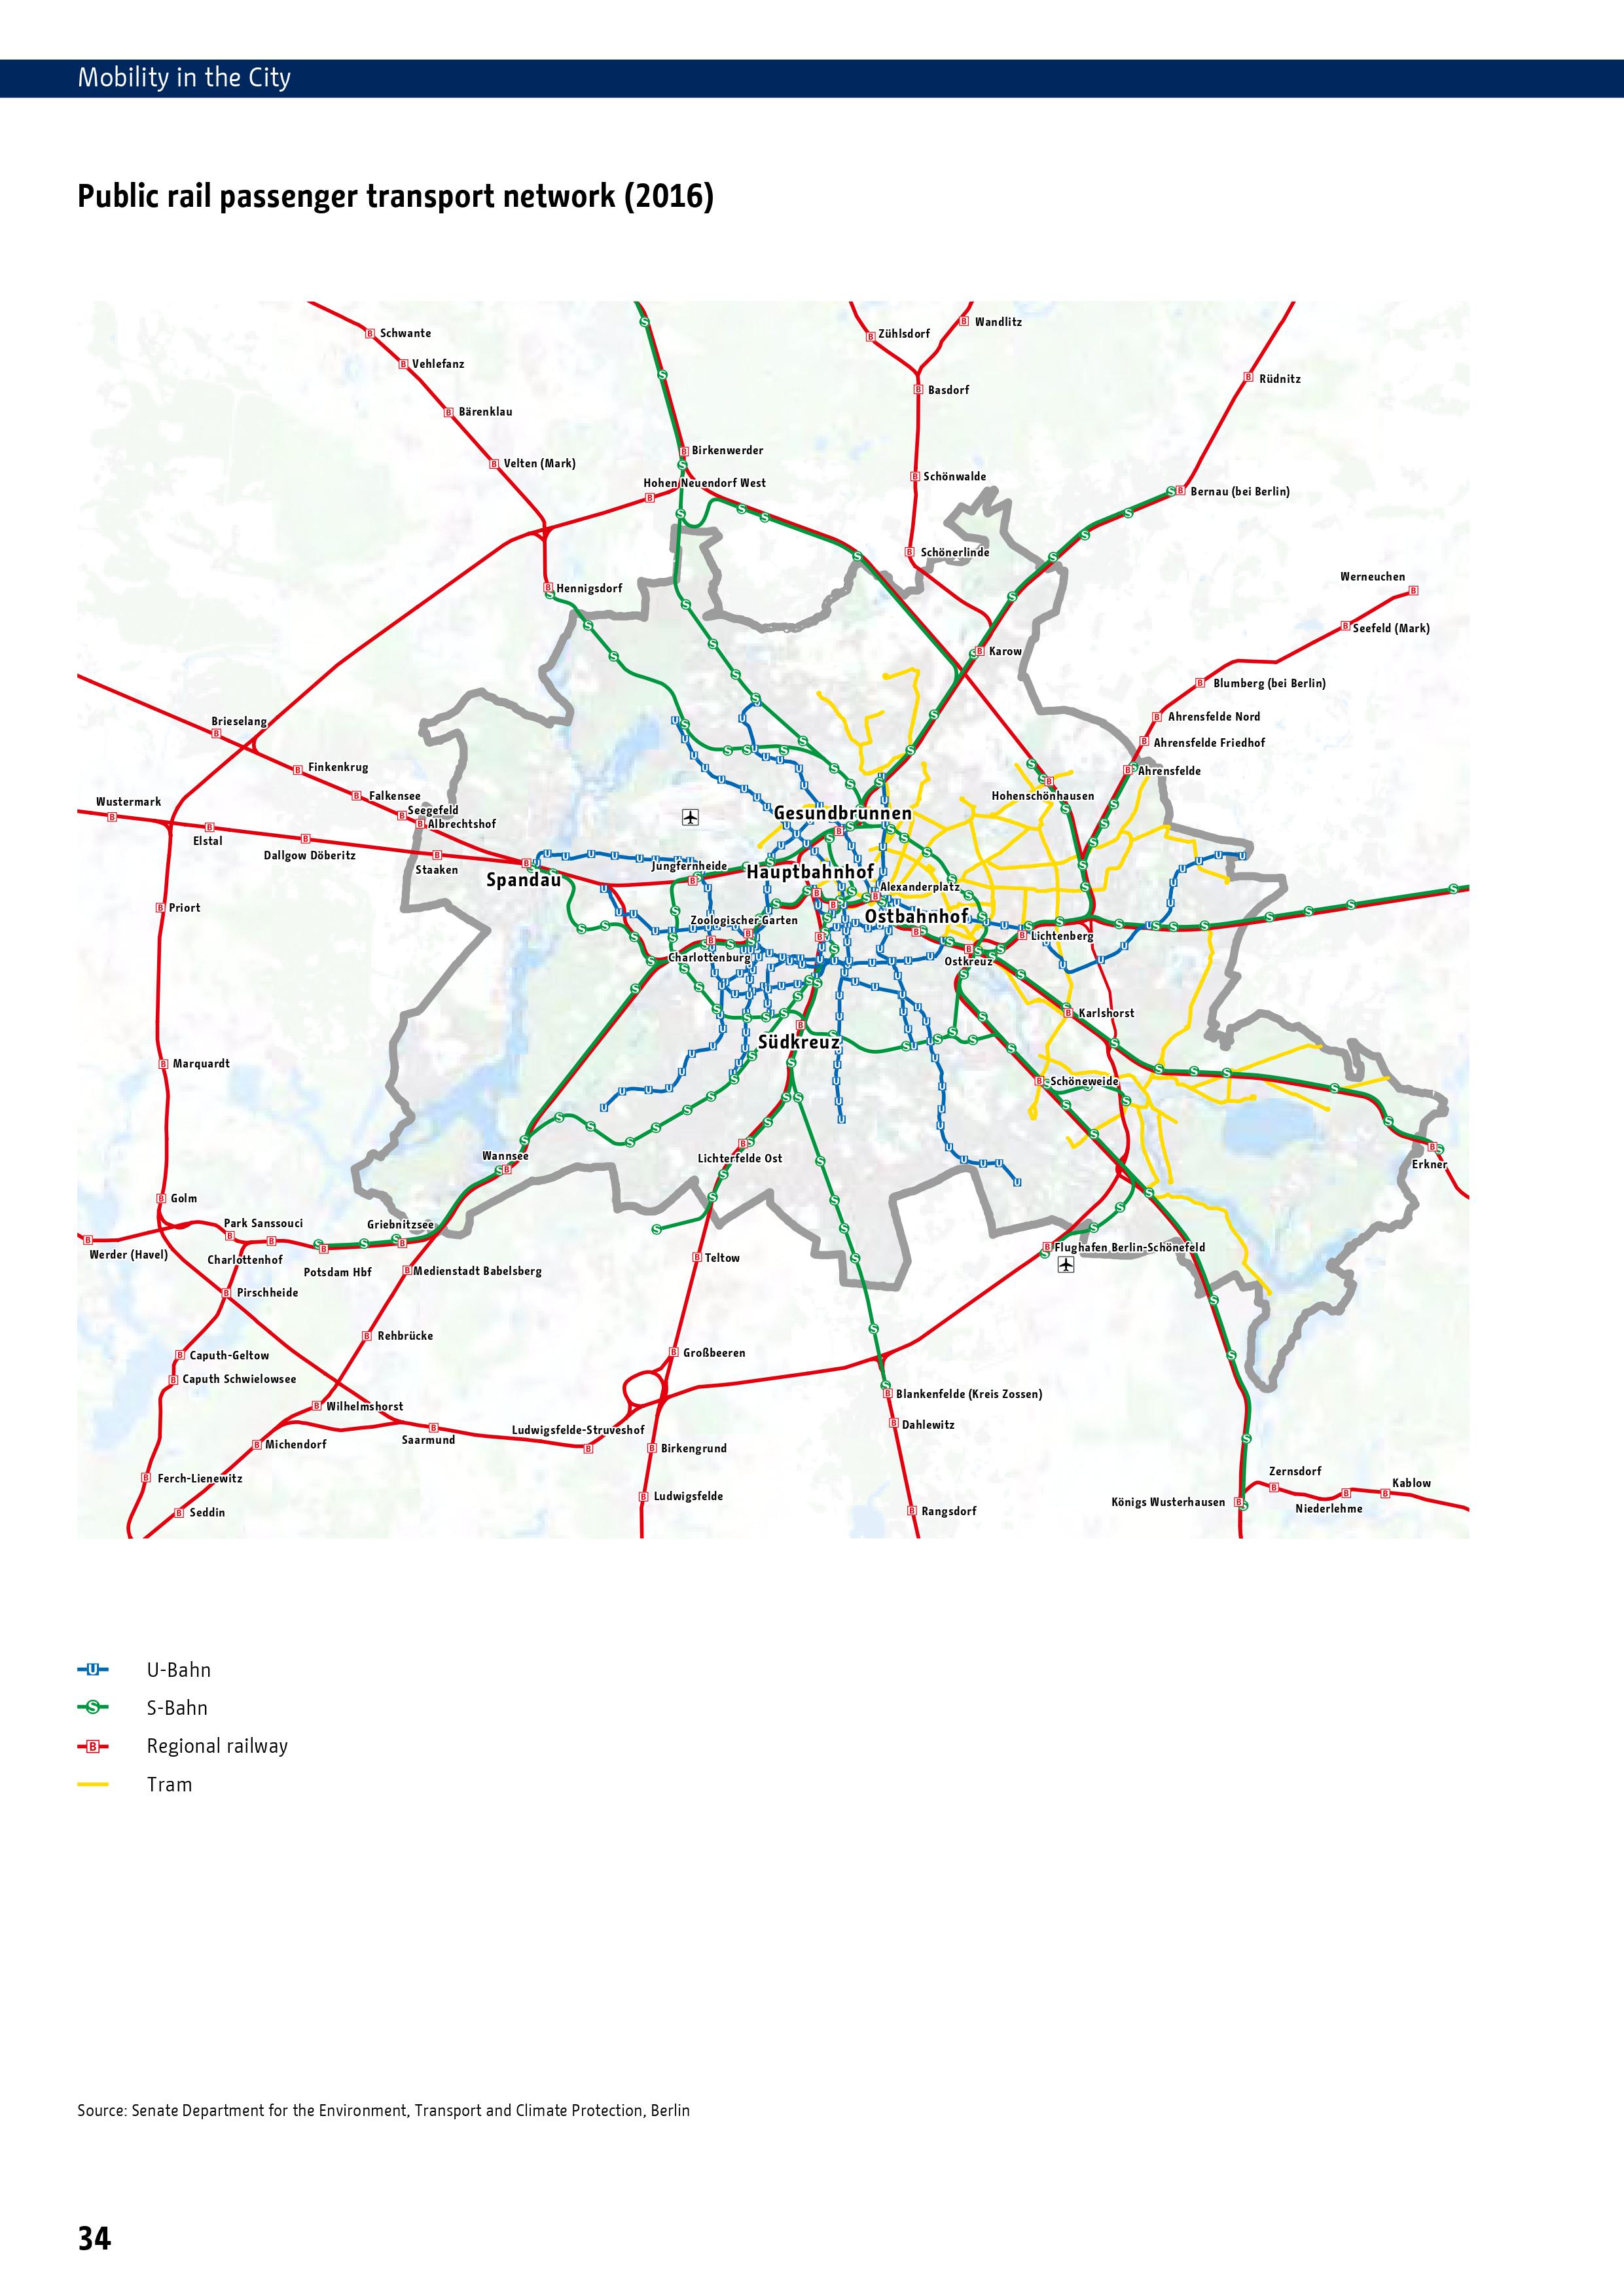 Mobility in the City
Public rail passenger transport network (2016)
Schwante
Vehlefanz
Bärenklau
Velten (Mark)
Zühlsdorf
Wandlitz
Basdorf
Rüdnitz
Birkenwerder
Hohen Neuendorf West
Schönwalde
Bernau (bei Berlin)
Schönerlinde
Hennigsdorf
Werneuchen
Seefeld (Mark)
Karow
Blumberg (bei Berlin)
Ahrensfelde Nord
Ahrensfelde Friedhof
Ahrensfelde
Brieselang
Finkenkrug
Falkensee
Seegefeld
Albrechtshof
Hohenschönhausen
Wustermark
Elstal
Dallgow Döberitz
Staaken
Spandau
Gesundbrunnen
Jungfernheide
Hauptbahnhof
Alexanderplatz
Priort
Zoologischer Garten
Ostbahnhof
Lichtenberg
Charlottenburg
Ostkreuz
Karlshorst
Südkreuz
Marquardt
Schöneweide
Wannsee
Lichterfelde Ost
Erkner
Golm
Park Sanssouci
Griebnitzsee
Werder (Havel)
Charlottenhof
Potsdam Hbf
Medienstadt Babelsberg
Teltow
Flughafen Berlin-Schönefeld
Pirschheide
Rehbrücke
Caputh-Geltow
Caputh Schwielowsee
Großbeeren
Blankenfelde (Kreis Zossen)
Wilhelmshorst
Dahlewitz
Michendorf
Saarmund
Ludwigsfelde-Struveshof
Birkengrund
Ferch-Lienewitz
Seddin
Ludwigsfelde
Rangsdorf
Königs Wusterhausen
Zernsdorf
Niederlehme
Kablow
U U-Bahn
S S-Bahn
B Regional railway
Tram
Source: Senate Department for the Environment, Transport and Climate Protection, Berlin
34